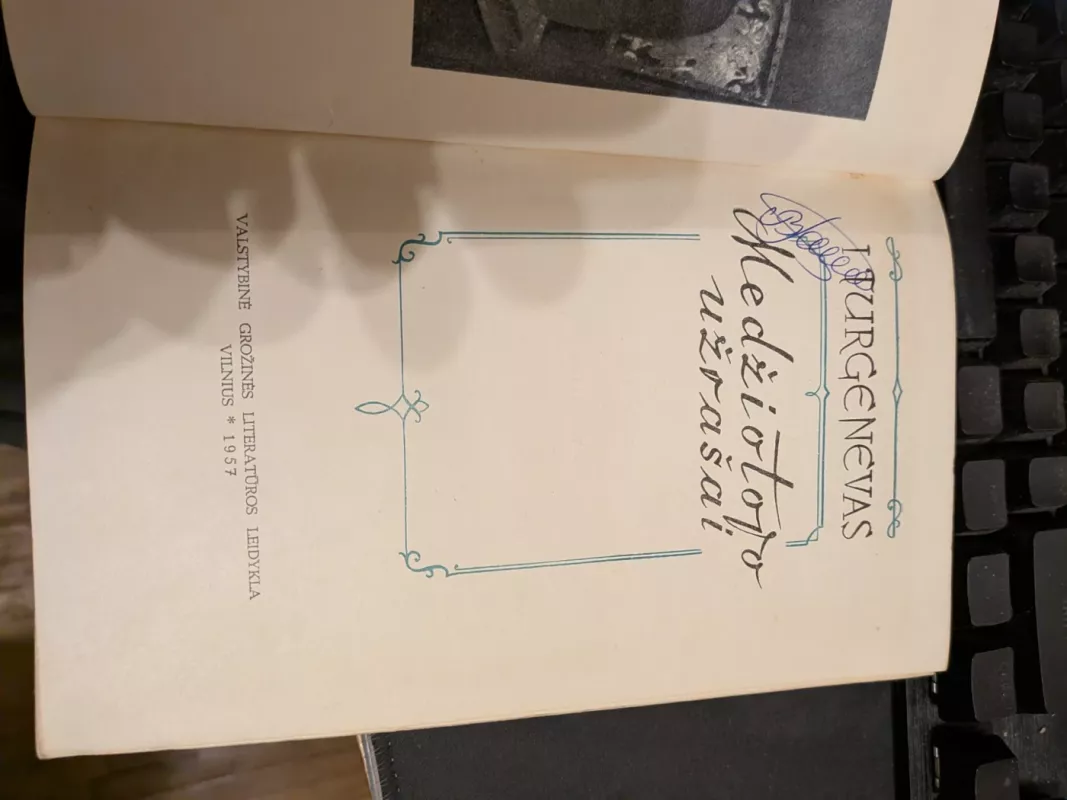 I. TURGENEVAS
Medžiotojo
užrašai
VALSTYBINĖ GROŽINĖS LITERATŪROS LEIDYKLA
VILNIUS * 1957